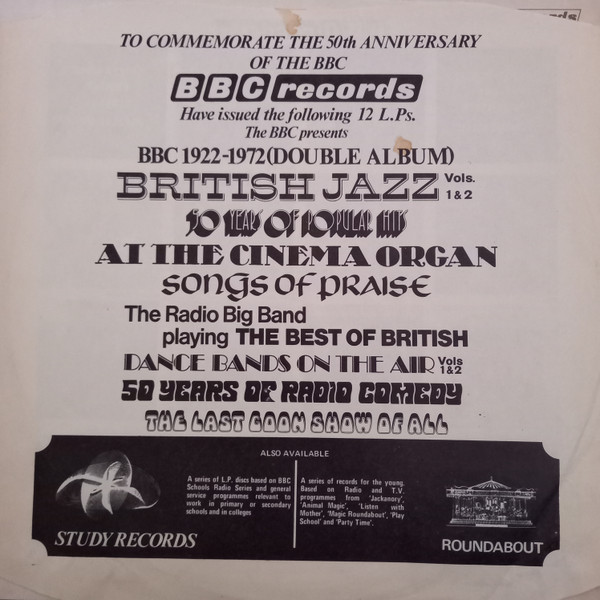 TO COMMEMORATE THE 50th ANNIVERSARY
OF THE BBC
BBC records
Have issued the following 12 L.Ps.
The BBC presents
BBC 1922-1972(DOUBLE ALBUM)
BRITISH JAZZ Vols. 1 & 2
50 YEARS OF POPULAR HITS
AT THE CINEMA ORGAN
SONGS OF PRAISE
The Radio Big Band
playing THE BEST OF BRITISH
DANCE BANDS ON THE AIR Vols 1&2
50 YEARS OF RADIO COMEDY
THE LAST GOON SHOW OF ALL
ALSO AVAILABLE
A series of L.P. discs based on BBC
Schools Radio Series and general
service programmes relevant to
work in primary or secondary
schools and in colleges
STUDY RECORDS
A series of records for the young.
Based on Radio and T.V.
programmes from 'Jackanory',
'Animal Magic', 'Listen with
Mother', 'Magic Roundabout', 'Play
School' and 'Party Time'.
ROUNDABOUT